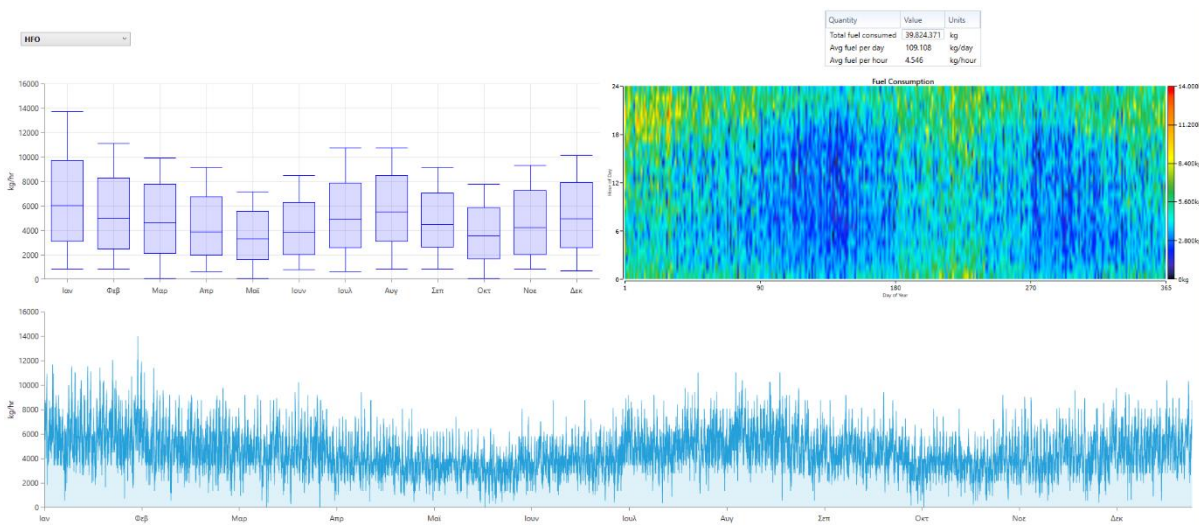 HFO
Quantity Value Units
Total fuel consumed 39.824.371 kg
Avg fuel per day 109.108 kg/day
Avg fuel per hour 4.546 kg/hour
16000
14000
12000
10000
8000
6000
4000
2000
0
kg/hr
Ιαν Φεβ Μαρ Απρ Μαϊ Ιουν Ιουλ Αυγ Σεπ Οκτ Νοε Δεκ
Fuel Consumption
24
18
12
6
0
Hour of Day
1 90 180 270 365
Day of Year
14.000
11.200
8.400k
5.600k
2.800k
0kg
16000
14000
12000
10000
8000
6000
4000
2000
0
kg/hr
Ιαν Φεβ Μαρ Απρ Μαϊ Ιουν Ιουλ Αυγ Σεπ Οκτ Νοε Δεκ